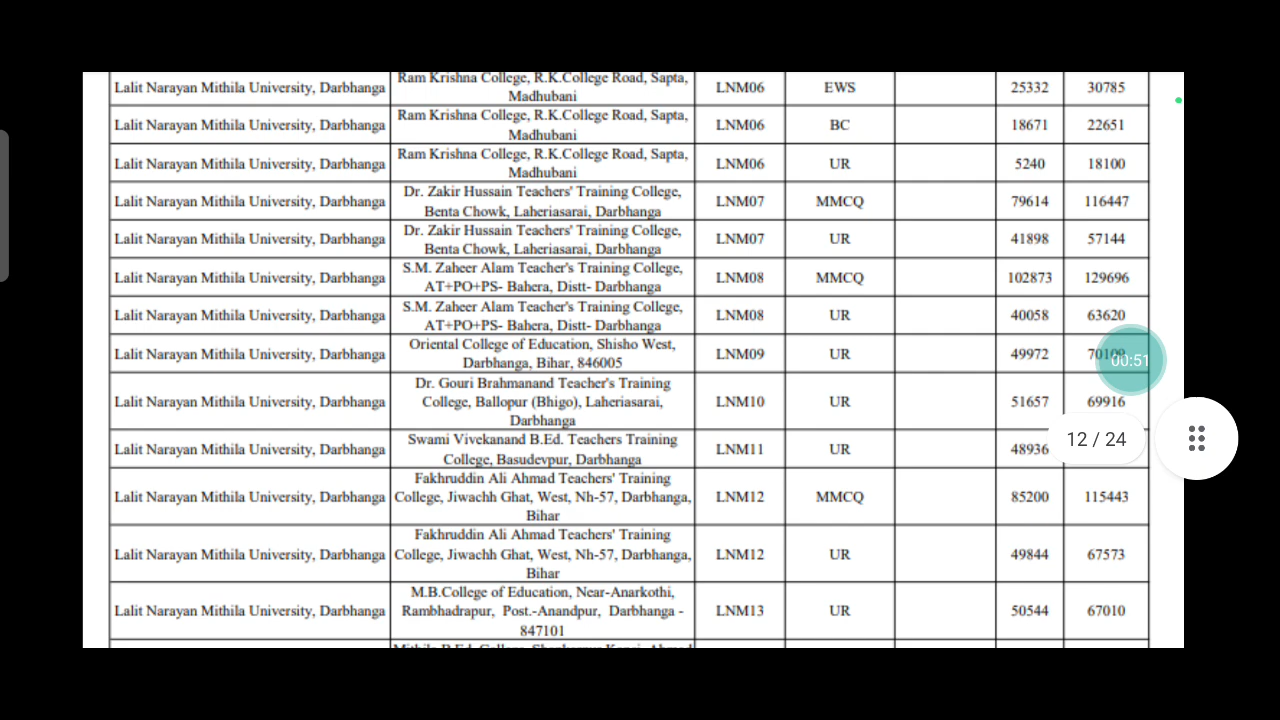 Lalit Narayan Mithila University, Darbhanga Ram Krishna College, R.K.College Road, Sapta, Madhubani LNM06 EWS 25332 30785
Lalit Narayan Mithila University, Darbhanga Ram Krishna College, R.K.College Road, Sapta, Madhubani LNM06 BC 18671 22651
Lalit Narayan Mithila University, Darbhanga Ram Krishna College, R.K.College Road, Sapta, Madhubani LNM06 UR 5240 18100
Lalit Narayan Mithila University, Darbhanga Dr. Zakir Hussain Teachers' Training College, Benta Chowk, Laheriasarai, Darbhanga LNM07 MMCQ 79614 116447
Lalit Narayan Mithila University, Darbhanga Dr. Zakir Hussain Teachers' Training College, Benta Chowk, Laheriasarai, Darbhanga LNM07 UR 41898 57144
Lalit Narayan Mithila University, Darbhanga S.M. Zaheer Alam Teacher's Training College, AT+PO+PS- Bahera, Distt- Darbhanga LNM08 MMCQ 102873 129696
Lalit Narayan Mithila University, Darbhanga S.M. Zaheer Alam Teacher's Training College, AT+PO+PS- Bahera, Distt- Darbhanga LNM08 UR 40058 63620
Lalit Narayan Mithila University, Darbhanga Oriental College of Education, Shisho West, Darbhanga, Bihar, 846005 LNM09 UR 49972
00:51
Lalit Narayan Mithila University, Darbhanga Dr. Gouri Brahmanand Teacher's Training College, Ballopur (Bhigo), Laheriasarai, Darbhanga LNM10 UR 51657 69916
12 / 24
Lalit Narayan Mithila University, Darbhanga Swami Vivekanand B.Ed. Teachers Training College, Basudevpur, Darbhanga LNM11 UR 48936
Lalit Narayan Mithila University, Darbhanga Fakhruddin Ali Ahmad Teachers' Training College, Jiwachh Ghat, West, Nh-57, Darbhanga, Bihar LNM12 MMCQ 85200 115443
Lalit Narayan Mithila University, Darbhanga Fakhruddin Ali Ahmad Teachers' Training College, Jiwachh Ghat, West, Nh-57, Darbhanga, Bihar LNM12 UR 49844 67573
Lalit Narayan Mithila University, Darbhanga M.B.College of Education, Near-Anarkothi, Rambhadrapur, Post.-Anandpur, Darbhanga - 847101 LNM13 UR 50544 67010